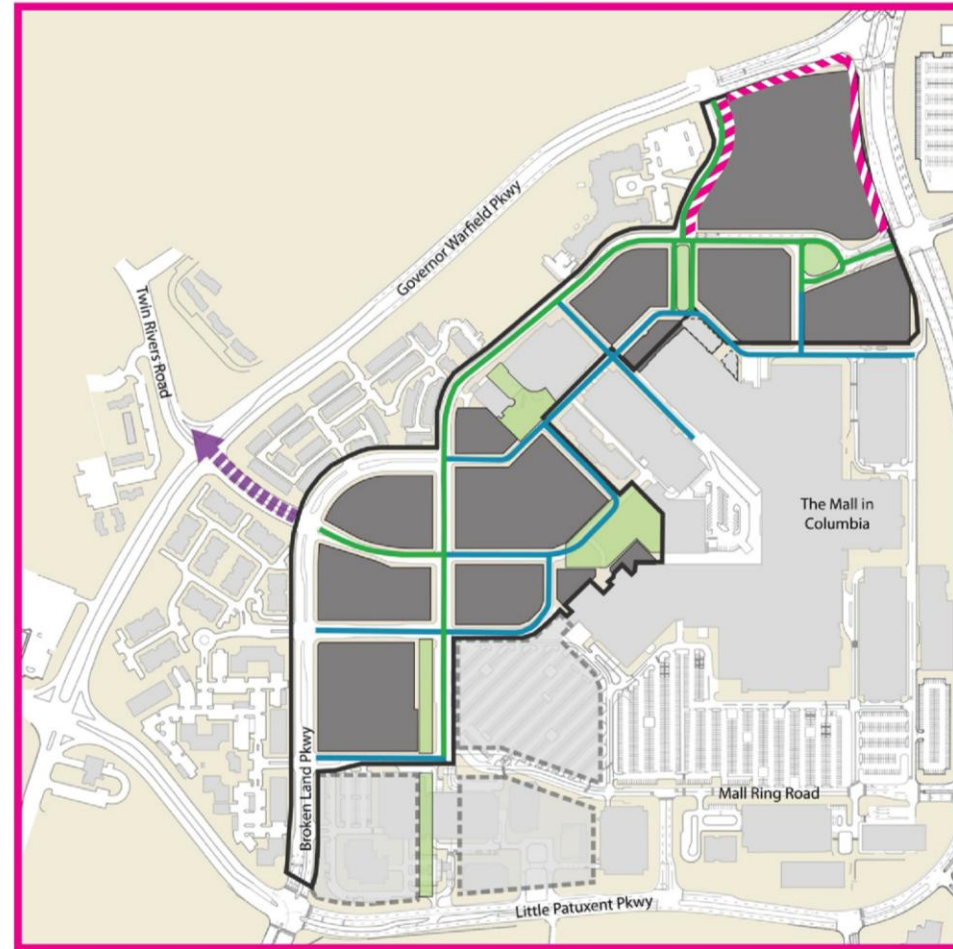 Governor Warfield Pkwy
Twin Rivers Road
The Mall in
Columbia
Broken Land Pkwy
Mall Ring Road
Little Patuxent Pkwy